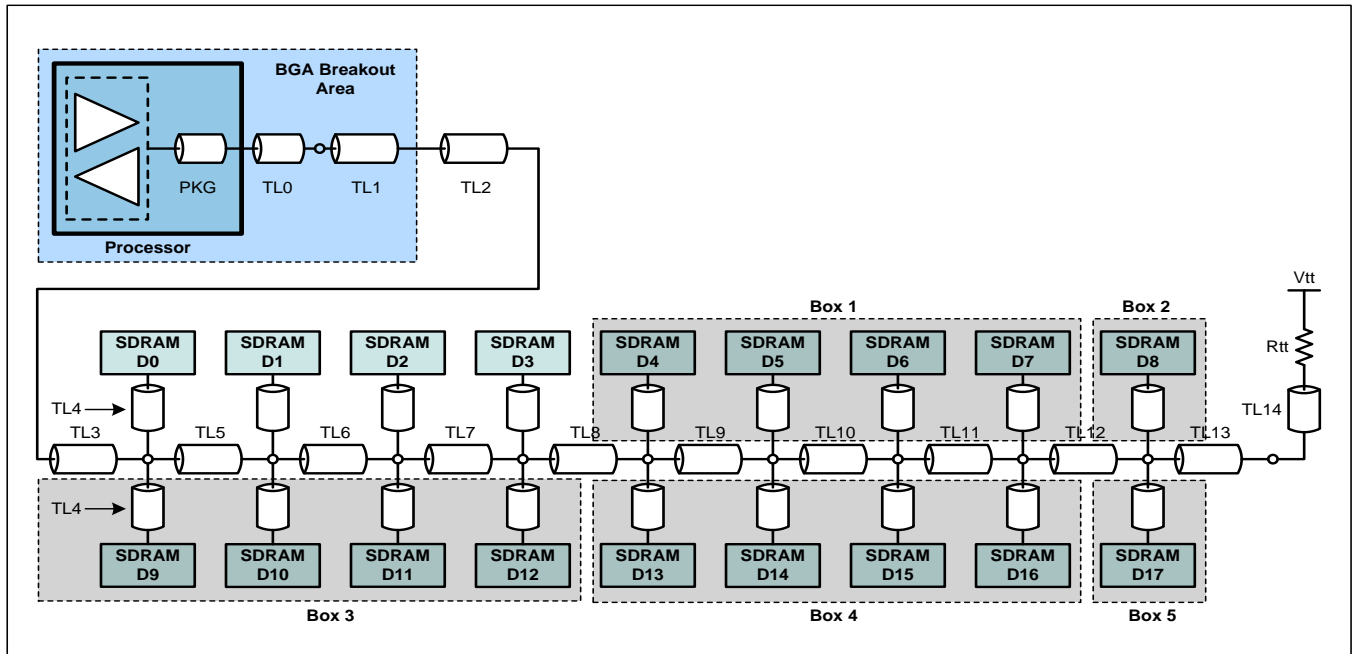 BGA Breakout
Area
PKG
TL0
TL1
TL2
Processor
Vtt
Box 1
Box 2
SDRAM
D0
SDRAM
D1
SDRAM
D2
SDRAM
D3
SDRAM
D4
SDRAM
D5
SDRAM
D6
SDRAM
D7
SDRAM
D8
Rtt
TL4
TL14
TL3
TL5
TL6
TL7
TL8
TL9
TL10
TL11
TL12
TL13
TL4
SDRAM
D9
SDRAM
D10
SDRAM
D11
SDRAM
D12
SDRAM
D13
SDRAM
D14
SDRAM
D15
SDRAM
D16
SDRAM
D17
Box 3
Box 4
Box 5